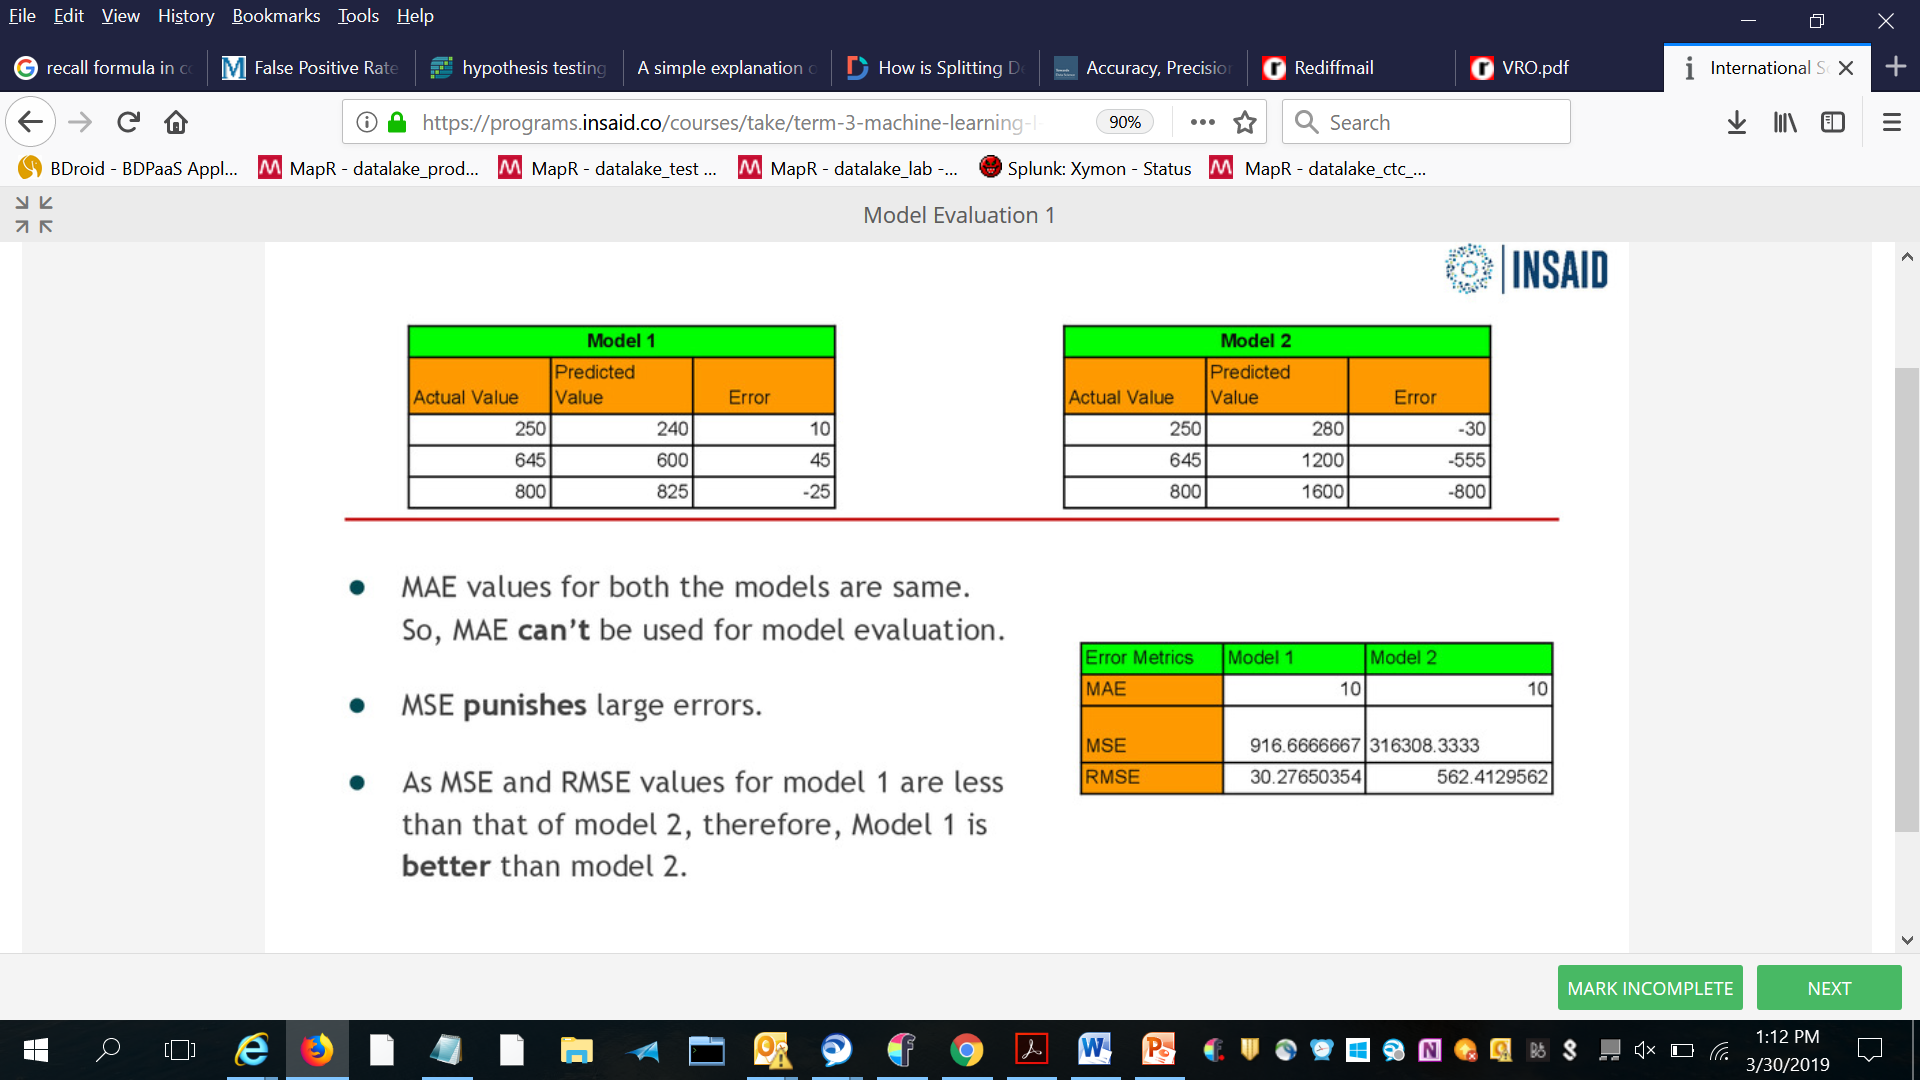 File Edit View History Bookmarks Tools Help
recall formula in c False Positive Rate hypothesis testing A simple explanation How is Splitting D Accuracy, Precision Rediffmail VRO.pdf International S
https://programs.insaid.co/courses/take/term-3-machine-learning- 90% Search
BDroid - BDPaaS Appl... MapR - datalake_prod... MapR - datalake_test ... MapR - datalake_lab -... Splunk: Xymon - Status MapR - datalake_ctc_...
Model Evaluation 1
INSAID
Model 1
Actual Value Predicted Value Error
250 240 10
645 600 45
800 825 -25
Model 2
Actual Value Predicted Value Error
250 280 -30
645 1200 -555
800 1600 -800
● MAE values for both the models are same.
So, MAE can't be used for model evaluation.
● MSE punishes large errors.
● As MSE and RMSE values for model 1 are less
than that of model 2, therefore, Model 1 is
better than model 2.
Error Metrics Model 1 Model 2
MAE 10 10
MSE 916.6666667 316308.3333
RMSE 30.27650354 562.4129562
MARK INCOMPLETE NEXT
1:12 PM
3/30/2019